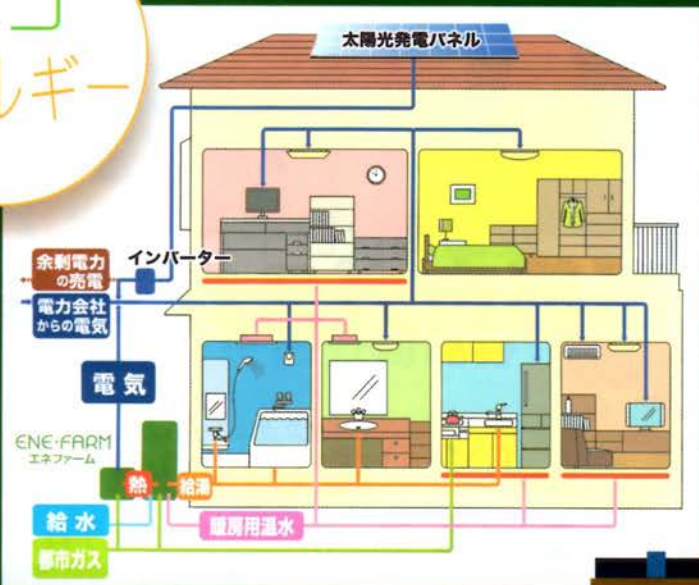 ルギー
太陽光発電パネル
インバーター
余剰電力
の売電
電力会社
からの電気
電気
ENE・FARM
エネファーム
熱
給湯
給水
暖房用温水
都市ガス